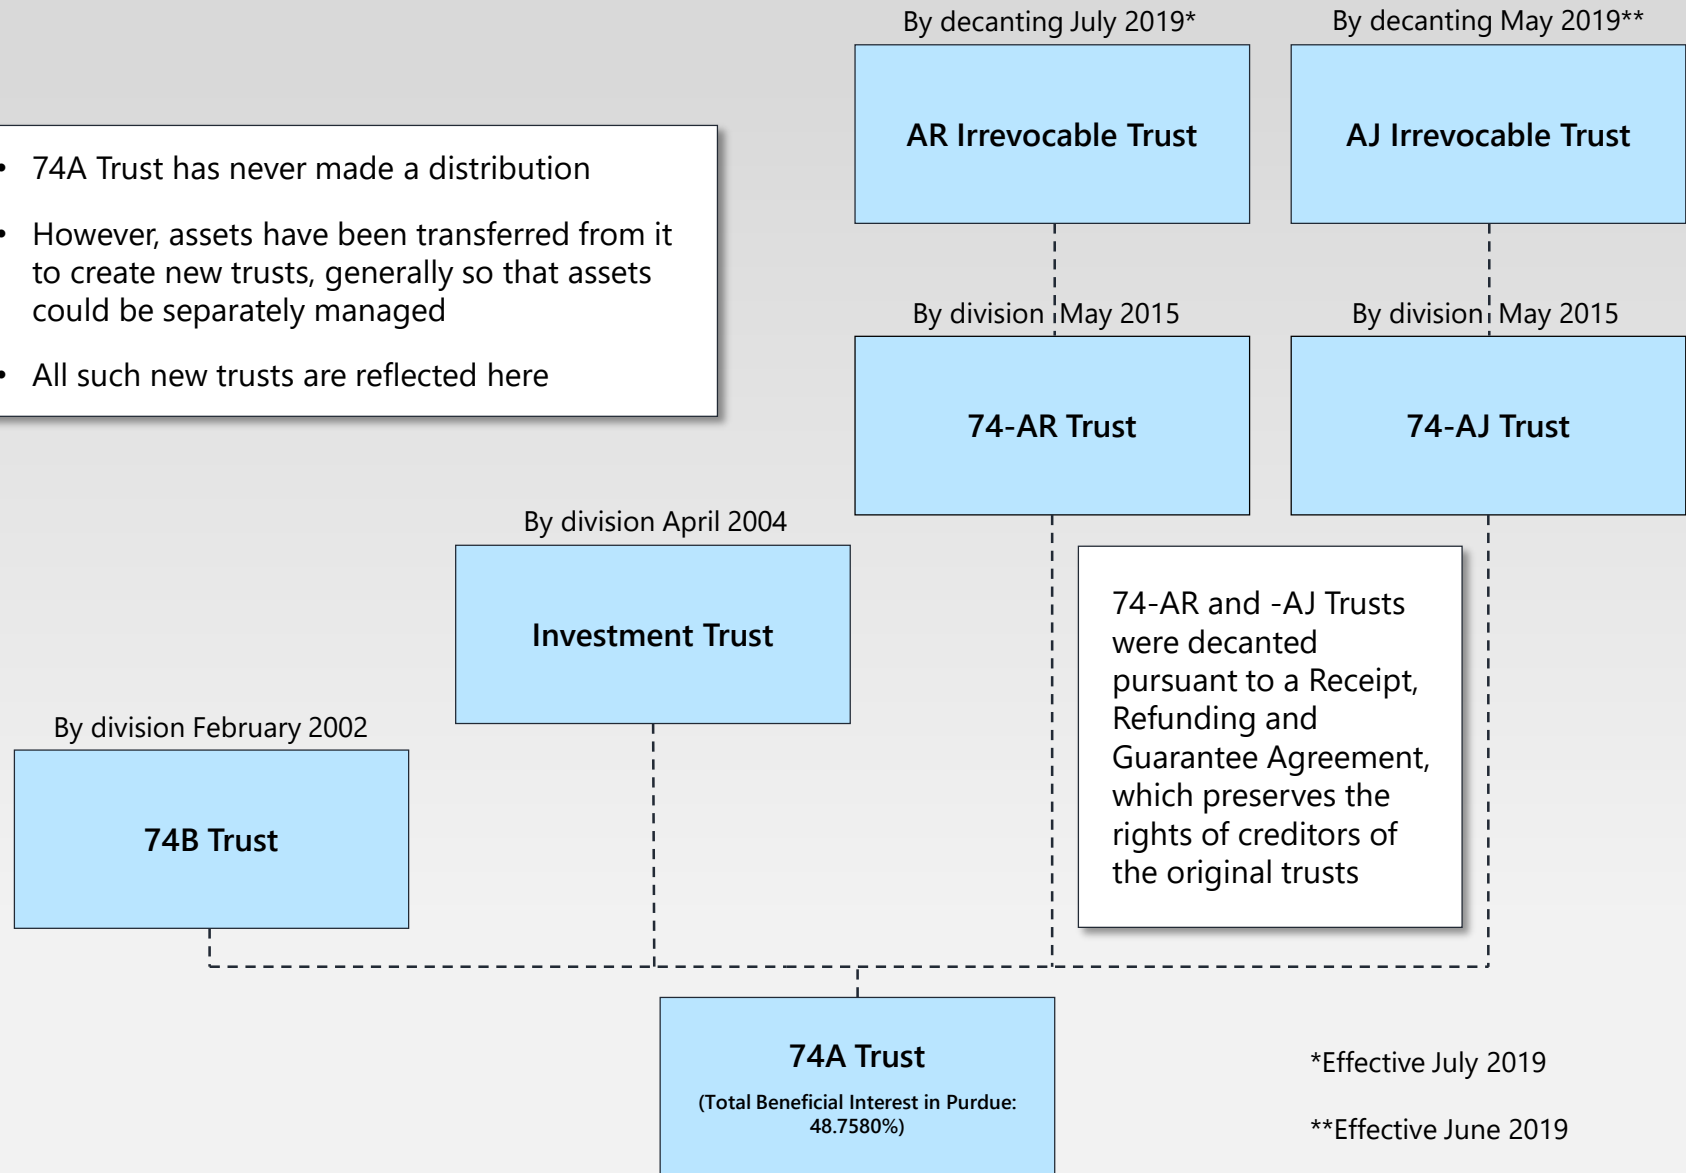 By decanting July 2019*
By decanting May 2019**
AR Irrevocable Trust
AJ Irrevocable Trust
• 74A Trust has never made a distribution
• However, assets have been transferred from it
to create new trusts, generally so that assets
could be separately managed
• All such new trusts are reflected here
By division May 2015
By division May 2015
74-AR Trust
74-AJ Trust
By division April 2004
Investment Trust
74-AR and -AJ Trusts
were decanted
pursuant to a Receipt,
Refunding and
Guarantee Agreement,
which preserves the
rights of creditors of
the original trusts
By division February 2002
74B Trust
74A Trust
(Total Beneficial Interest in Purdue:
48.7580%)
*Effective July 2019
**Effective June 2019